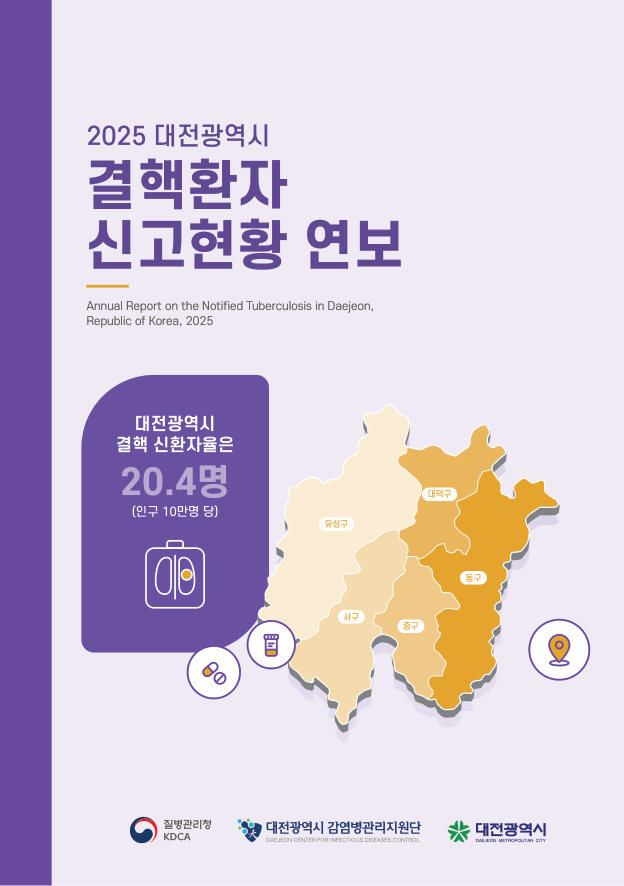 2025 대전광역시
결핵환자
신고현황 연보
Annual Report on the Notified Tuberculosis in Daejeon,
Republic of Korea, 2025
대전광역시
결핵 신환자율은
20.4명
(인구 10만명 당)
대덕구
유성구
동구
서구
중구
질병관리청
KDCA
대전광역시 감염병관리지원단
DAEJEON CENTER FOR INFECTIOUS DISEASES CONTROL
대전광역시
DAEJEON METROPOLITAN CITY